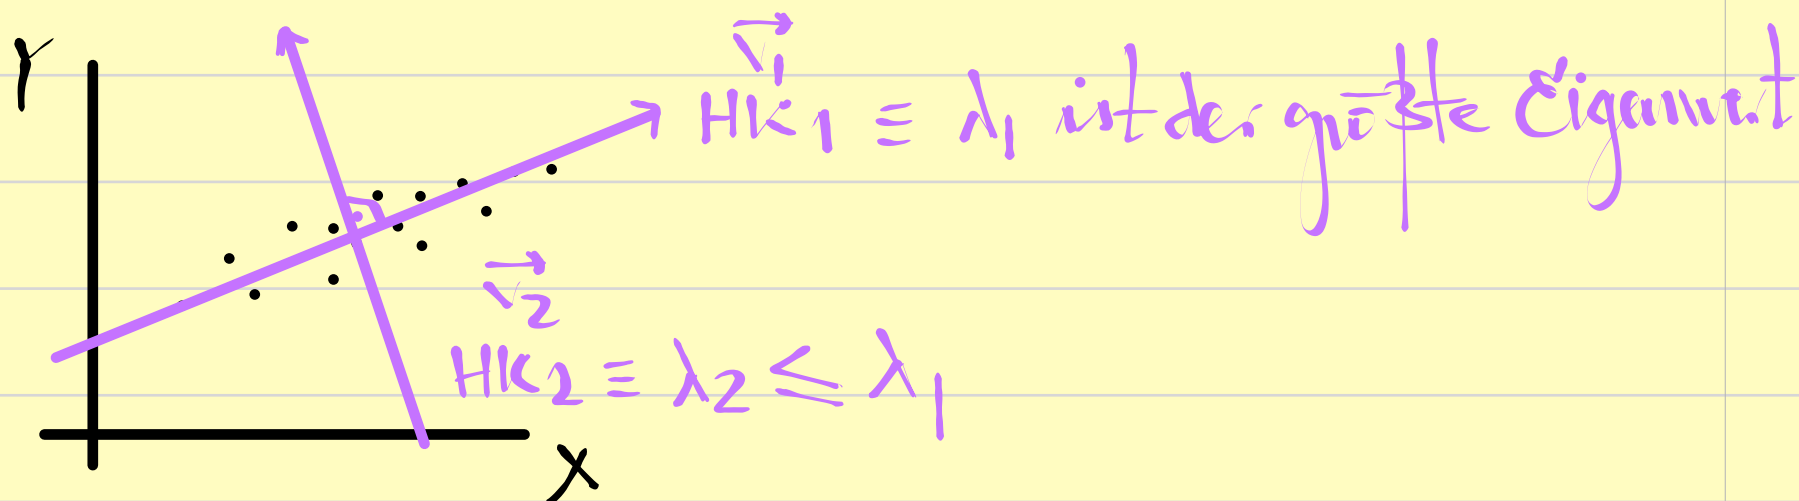 Y
v⃗1
HK1 ≡ λ1 ist der größte Eigenwert
v⃗2
HK2 ≡ λ2 ≤ λ1
X